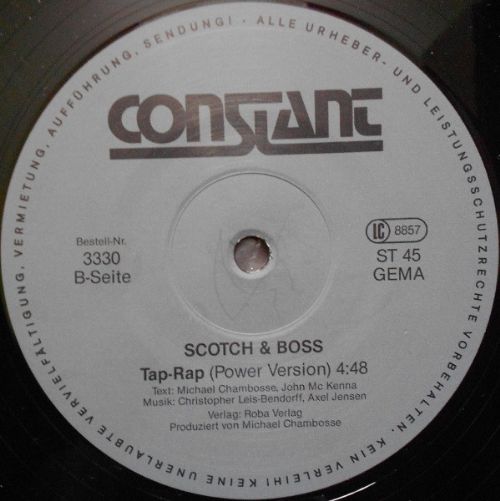 ALLE URHEBER- UND LEISTUNGSSCHUTZRECHTE VORBEHALTEN. KEIN VERLEIH! KEINE UNERLAUBTE VERVIELFÄLTIGUNG, VERMIETUNG, AUFFÜHRUNG, SENDUNG! -
CONSTANT
Bestell-Nr.
3330
B-Seite
LC 8857
ST 45
GEMA
SCOTCH & BOSS
Tap-Rap (Power Version) 4:48
Text: Michael Chambosse, John Mc Kenna
Musik: Christopher Leis-Bendorff, Axel Jensen
Verlag: Roba Verlag
Produziert von Michael Chambosse